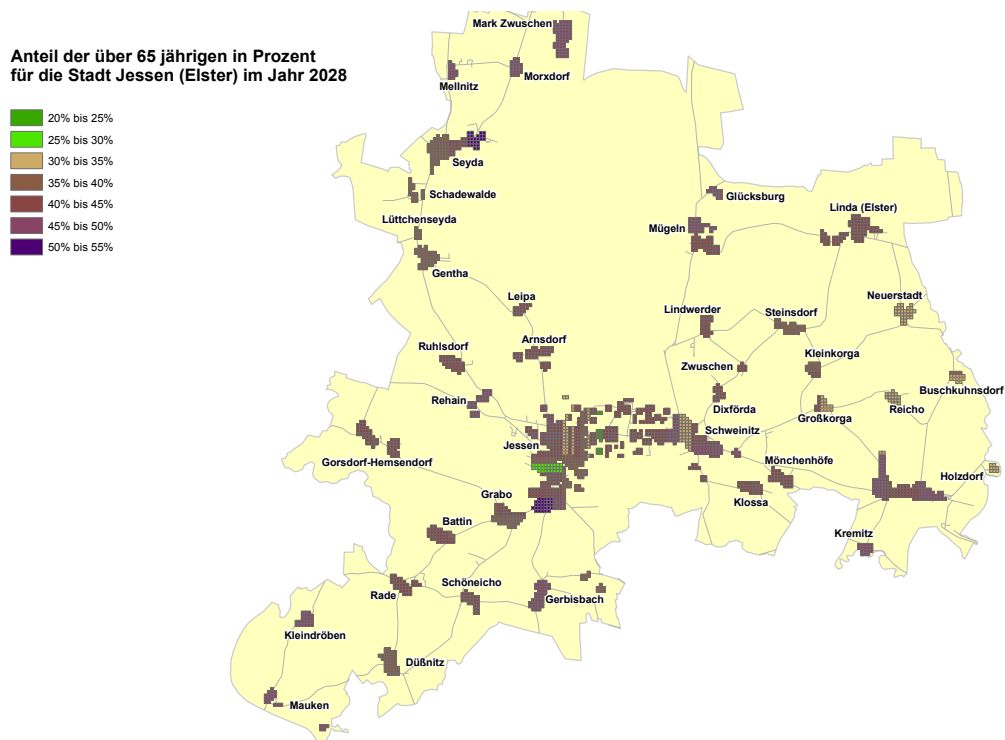 Anteil der über 65 jährigen in Prozent
für die Stadt Jessen (Elster) im Jahr 2028
20% bis 25%
25% bis 30%
30% bis 35%
35% bis 40%
40% bis 45%
45% bis 50%
50% bis 55%
Mark Zwuschen
Mellnitz
Morxdorf
Seyda
Schadewalde
Glücksburg
Lüttchenseyda
Mügeln
Linda (Elster)
Gentha
Leipa
Lindwerder
Steinsdorf
Neuerstadt
Ruhlsdorf
Arnsdorf
Zwuschen
Kleinkorga
Buschkuhnsdorf
Rehain
Dixförda
Großkorga
Reicho
Jessen
Schweinitz
Gorsdorf-Hemsendorf
Mönchenhöfe
Holzdorf
Grabo
Klossa
Battin
Kremitz
Schöneicho
Rade
Gerbisbach
Kleindröben
Düßnitz
Mauken